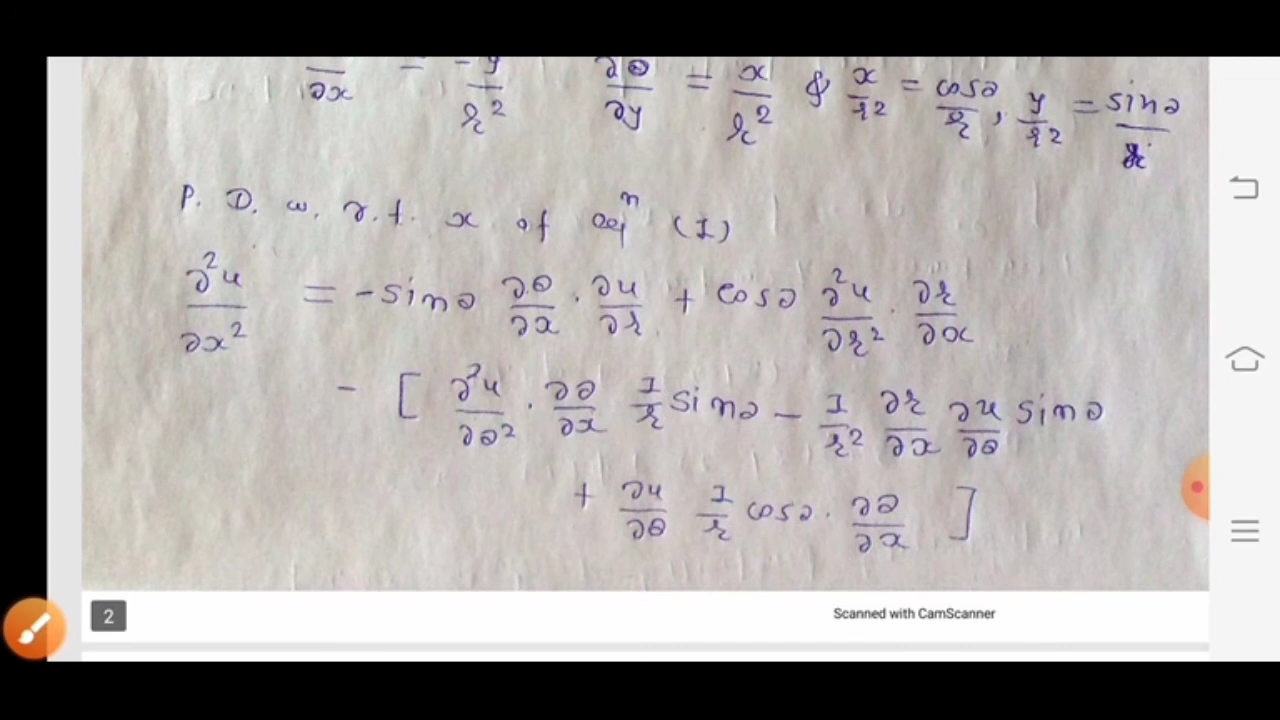 ∂x = -y/r² ∂θ/∂y = x/r² & x/r² = cosθ/r, y/r² = sinθ/r
P. D. w. r. t. x of eqⁿ (I)
∂²u/∂x² = -sinθ ∂θ/∂x · ∂u/∂r + cosθ ∂²u/∂r² · ∂r/∂x
- [ ∂²u/∂θ² · ∂θ/∂x 1/r sinθ - 1/r² ∂r/∂x ∂u/∂θ sinθ
+ ∂u/∂θ 1/r cosθ · ∂θ/∂x ]
2 Scanned with CamScanner